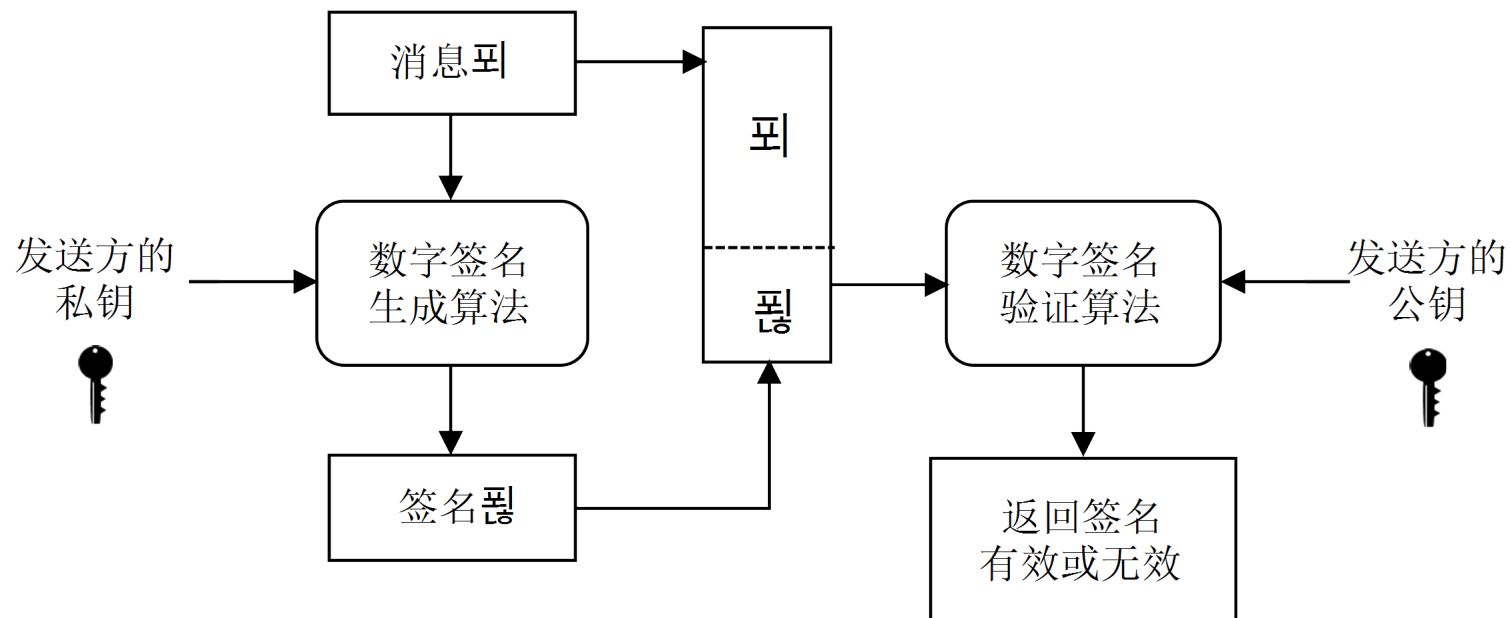 消息푀
푀
发送方的
私钥
数字签名
生成算法
푚
数字签名
验证算法
发送方的
公钥
签名푚
返回签名
有效或无效